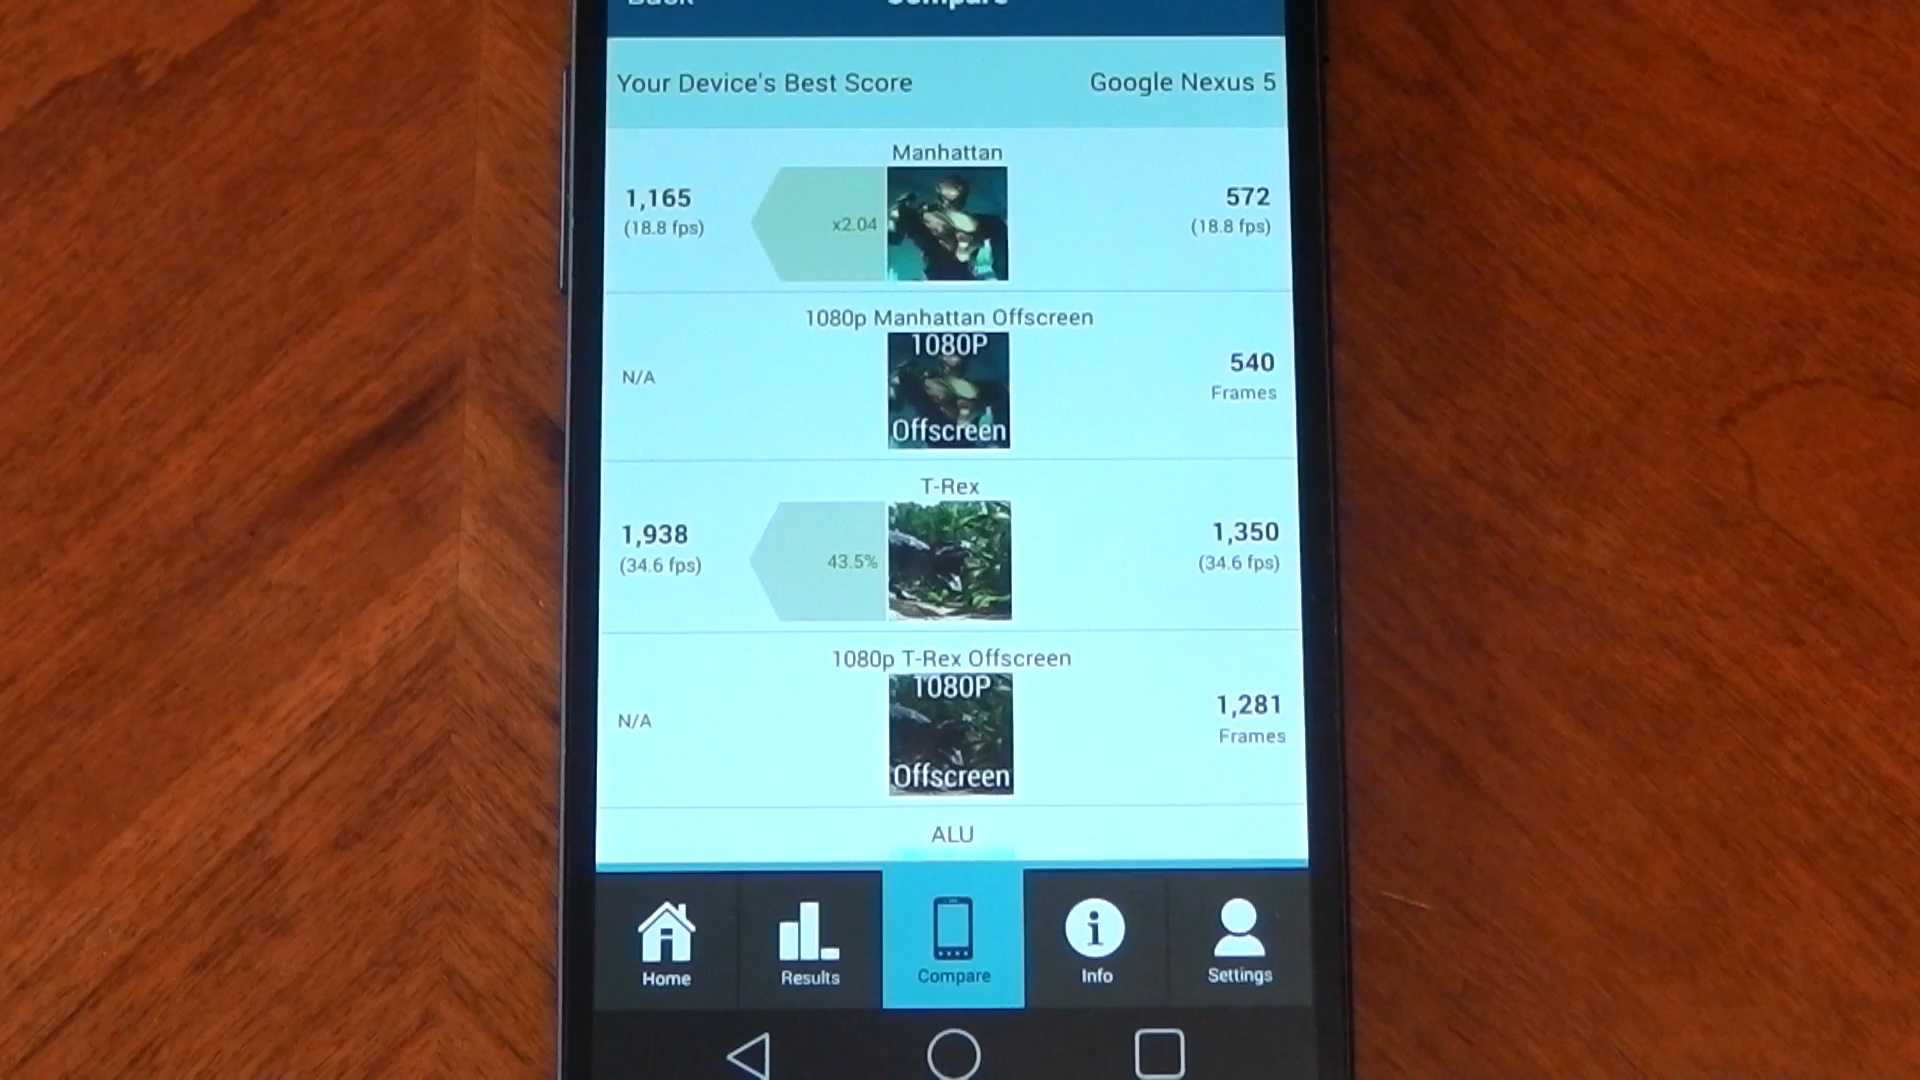 Back Compare
Your Device's Best Score Google Nexus 5
Manhattan
1,165 572
(18.8 fps) x2.04 (18.8 fps)
1080p Manhattan Offscreen
1080P
540
N/A Frames
Offscreen
T-Rex
1,938 1,350
(34.6 fps) 43.5% (34.6 fps)
1080p T-Rex Offscreen
1080P
1,281
N/A Frames
Offscreen
ALU
Home Results Compare Info Settings